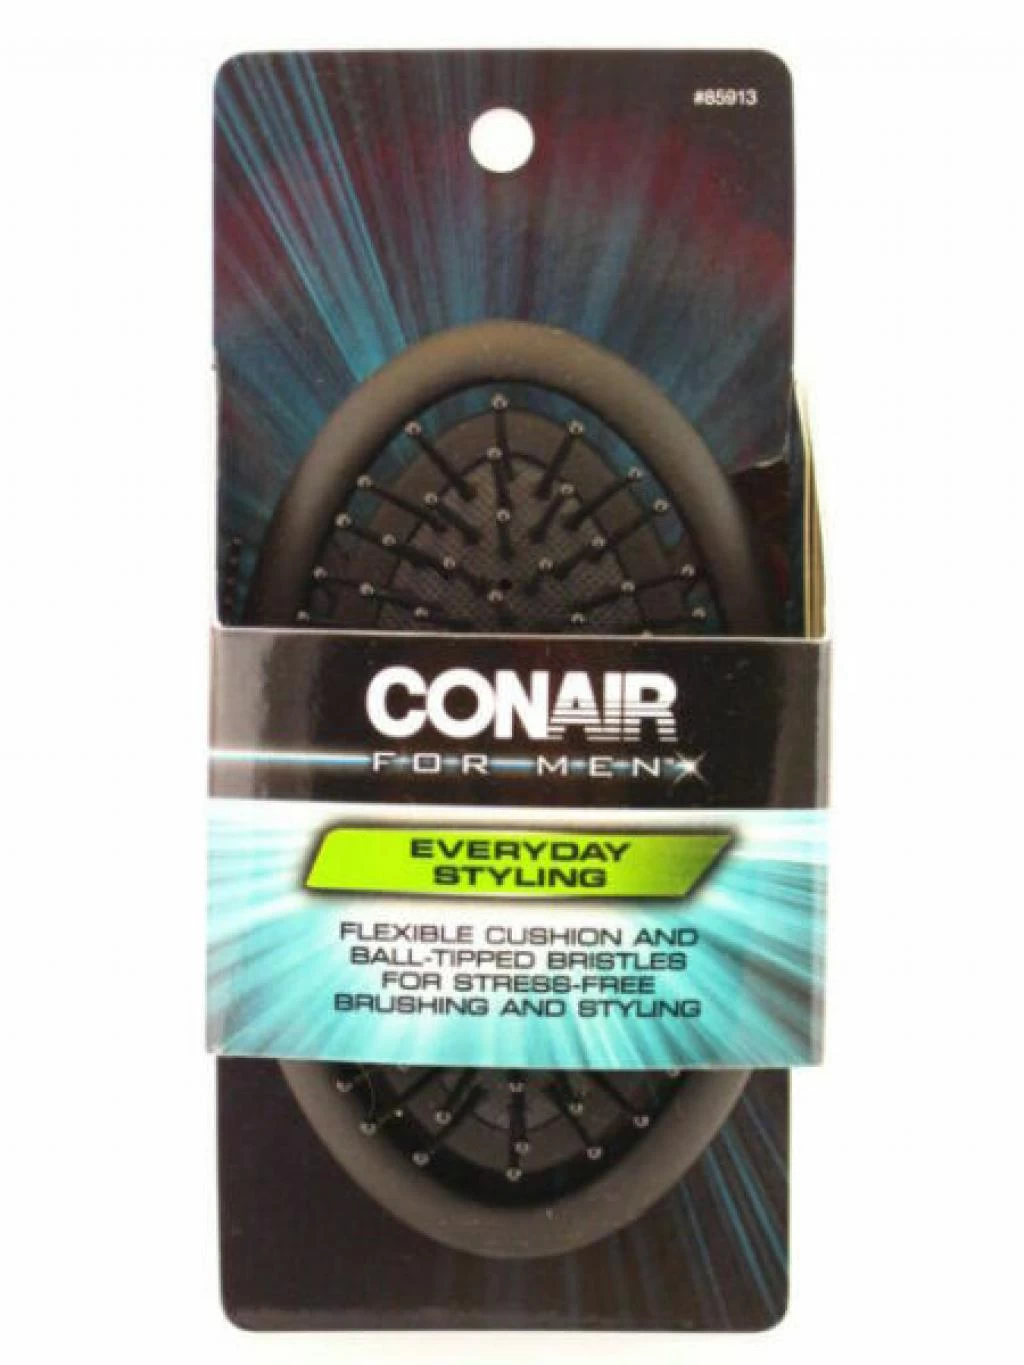 #85913
CONAIR
FOR MEN
EVERYDAY
STYLING
FLEXIBLE CUSHION AND
BALL-TIPPED BRISTLES
FOR STRESS-FREE
BRUSHING AND STYLING